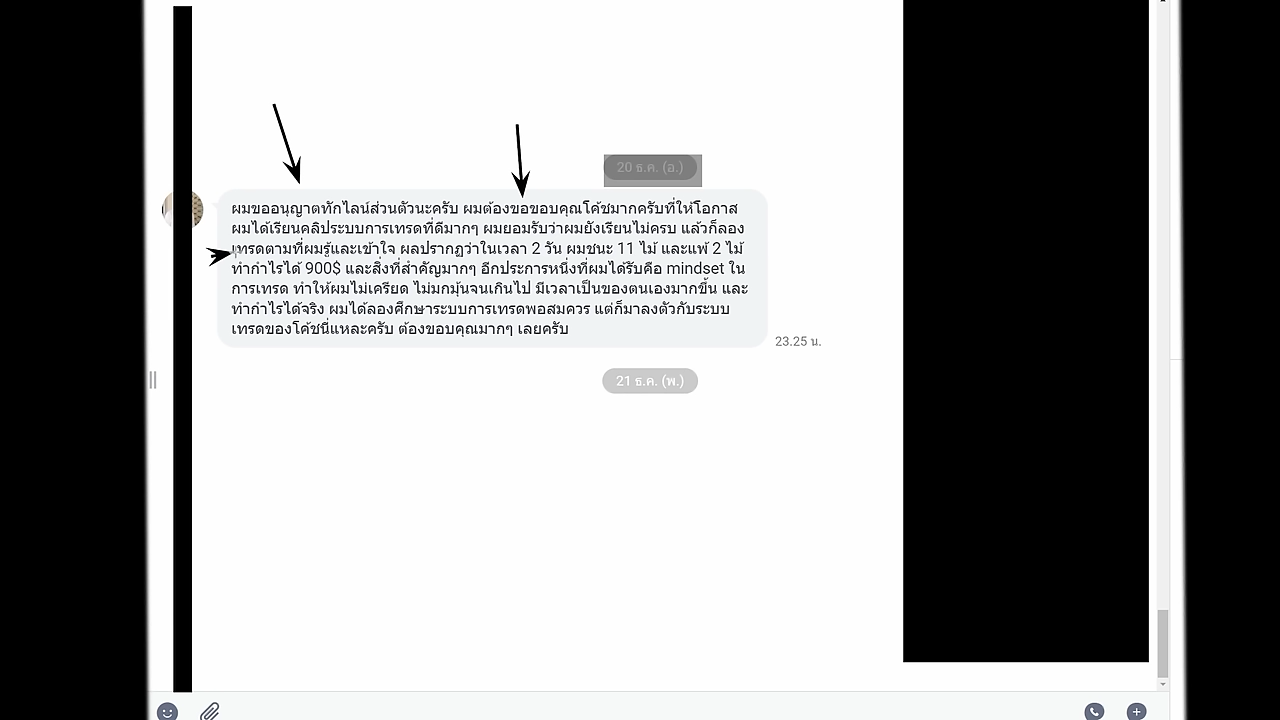 20 ธ.ค. (อ.)
ผมขออนุญาตทักไลน์ส่วนตัวนะครับ ผมต้องขอขอบคุณโค้ชมากครับที่ให้โอกาส
ผมได้เรียนคลิประบบการเทรดที่ดีมากๆ ผมยอมรับว่าผมยังเรียนไม่ครบ แล้วก็ลอง
เทรดตามที่ผมรู้และเข้าใจ ผลปรากฏว่าในเวลา 2 วัน ผมชนะ 11 ไม้ และแพ้ 2 ไม้
ทำกำไรได้ 900$ และสิ่งที่สำคัญมากๆ อีกประการหนึ่งที่ผมได้รับคือ mindset ใน
การเทรด ทำให้ผมไม่เครียด ไม่มกมุ้นจนเกินไป มีเวลาเป็นของตนเองมากขึ้น และ
ทำกำไรได้จริง ผมได้ลองศึกษาระบบการเทรดพอสมควร แต่ก็มาลงตัวกับระบบ
เทรดของโค้ชนี่แหละครับ ต้องขอบคุณมากๆ เลยครับ
23.25 น.
21 ธ.ค. (พ.)